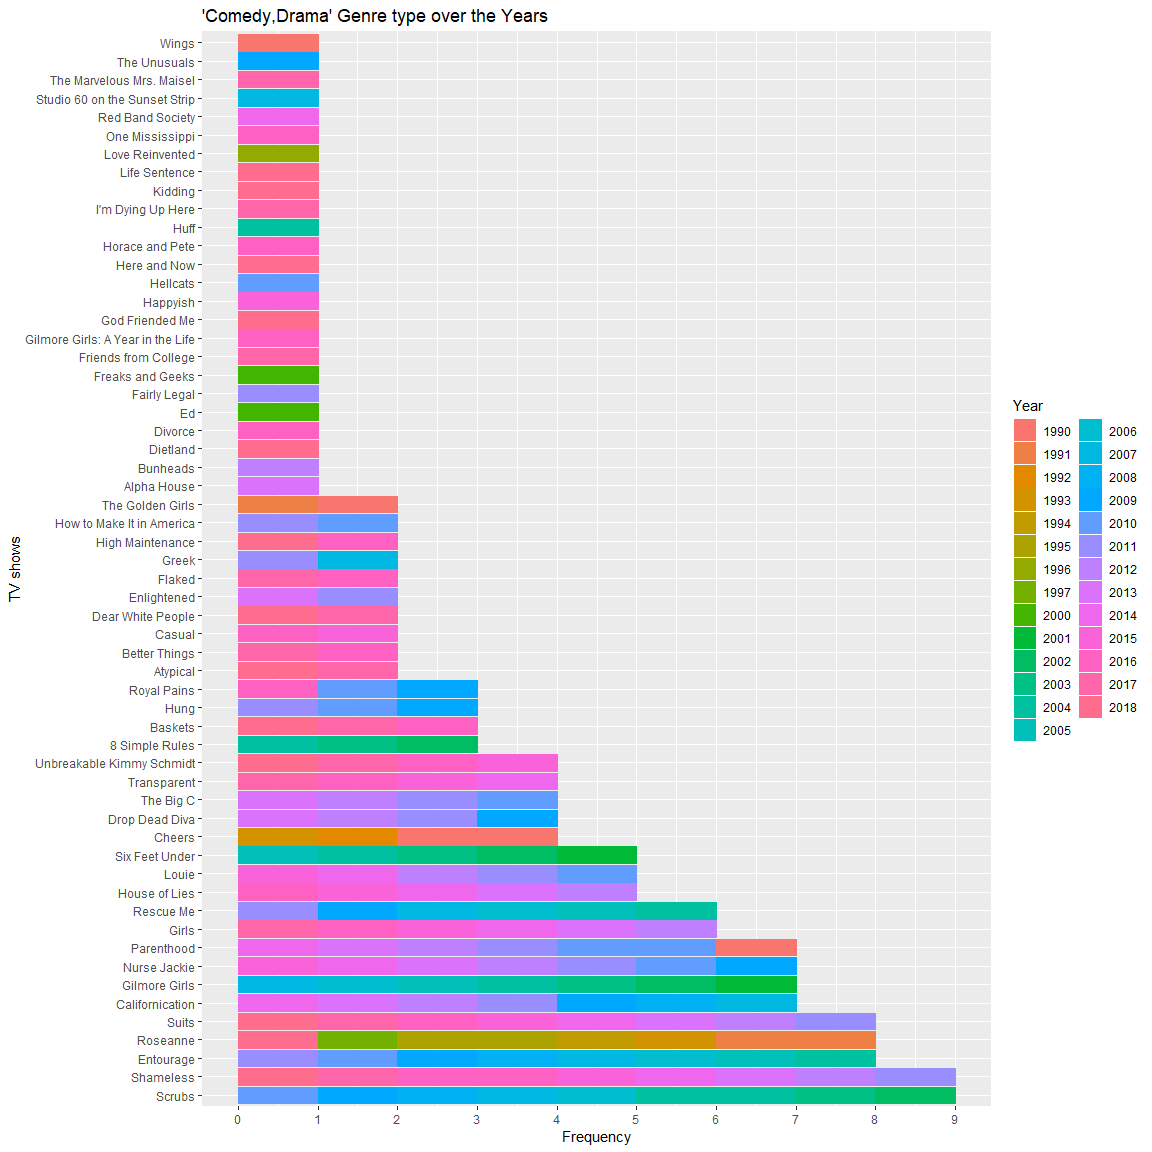 'Comedy,Drama' Genre type over the Years
TV shows
Wings
The Unusuals
The Marvelous Mrs. Maisel
Studio 60 on the Sunset Strip
Red Band Society
One Mississippi
Love Reinvented
Life Sentence
Kidding
I'm Dying Up Here
Huff
Horace and Pete
Here and Now
Hellcats
Happyish
God Friended Me
Gilmore Girls: A Year in the Life
Friends from College
Freaks and Geeks
Fairly Legal
Ed
Divorce
Dietland
Bunheads
Alpha House
The Golden Girls
How to Make It in America
High Maintenance
Greek
Flaked
Enlightened
Dear White People
Casual
Better Things
Atypical
Royal Pains
Hung
Baskets
8 Simple Rules
Unbreakable Kimmy Schmidt
Transparent
The Big C
Drop Dead Diva
Cheers
Six Feet Under
Louie
House of Lies
Rescue Me
Girls
Parenthood
Nurse Jackie
Gilmore Girls
Californication
Suits
Roseanne
Entourage
Shameless
Scrubs
0 1 2 3 4 5 6 7 8 9
Frequency
Year
1990 2006
1991 2007
1992 2008
1993 2009
1994 2010
1995 2011
1996 2012
1997 2013
2000 2014
2001 2015
2002 2016
2003 2017
2004 2018
2005